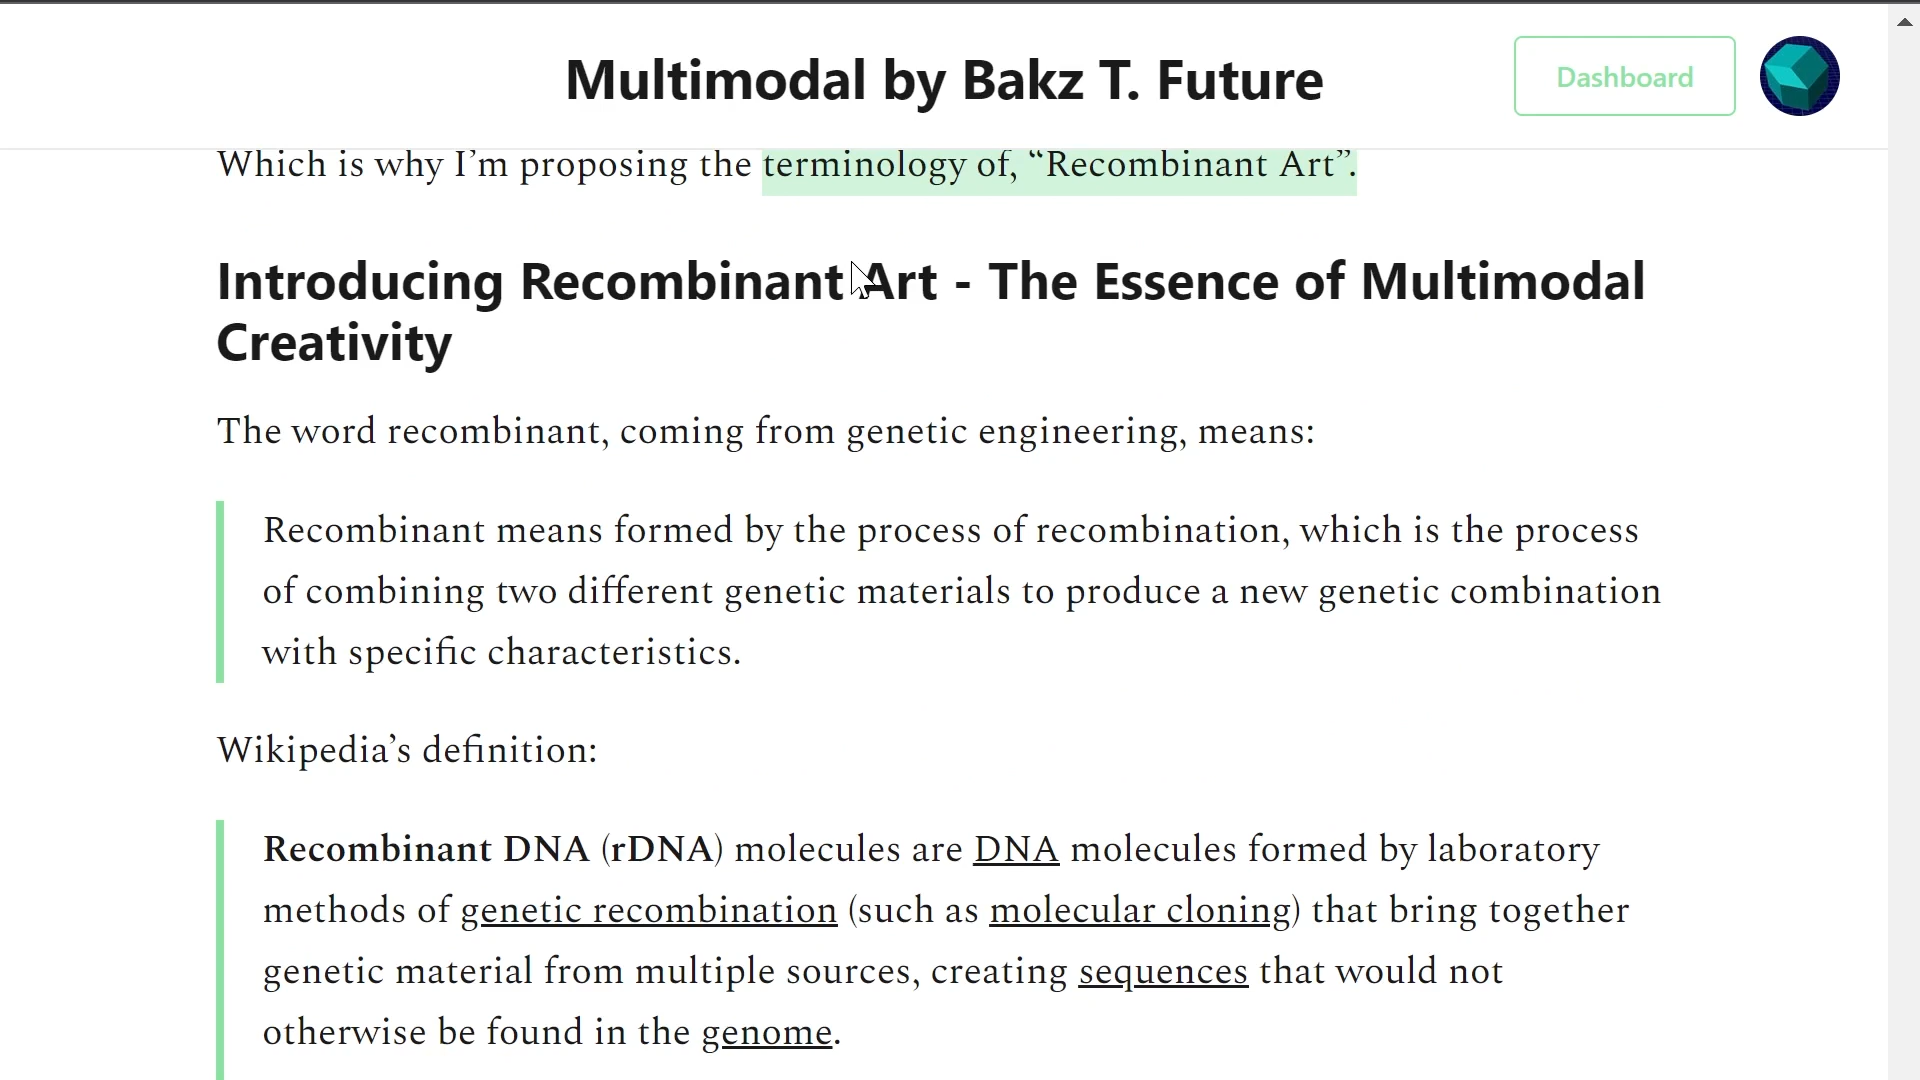 Multimodal by Bakz T. Future
Dashboard
Which is why I’m proposing the terminology of, “Recombinant Art”.
Introducing Recombinant Art - The Essence of Multimodal
Creativity
The word recombinant, coming from genetic engineering, means:
Recombinant means formed by the process of recombination, which is the process
of combining two different genetic materials to produce a new genetic combination
with specific characteristics.
Wikipedia’s definition:
Recombinant DNA (rDNA) molecules are DNA molecules formed by laboratory
methods of genetic recombination (such as molecular cloning) that bring together
genetic material from multiple sources, creating sequences that would not
otherwise be found in the genome.